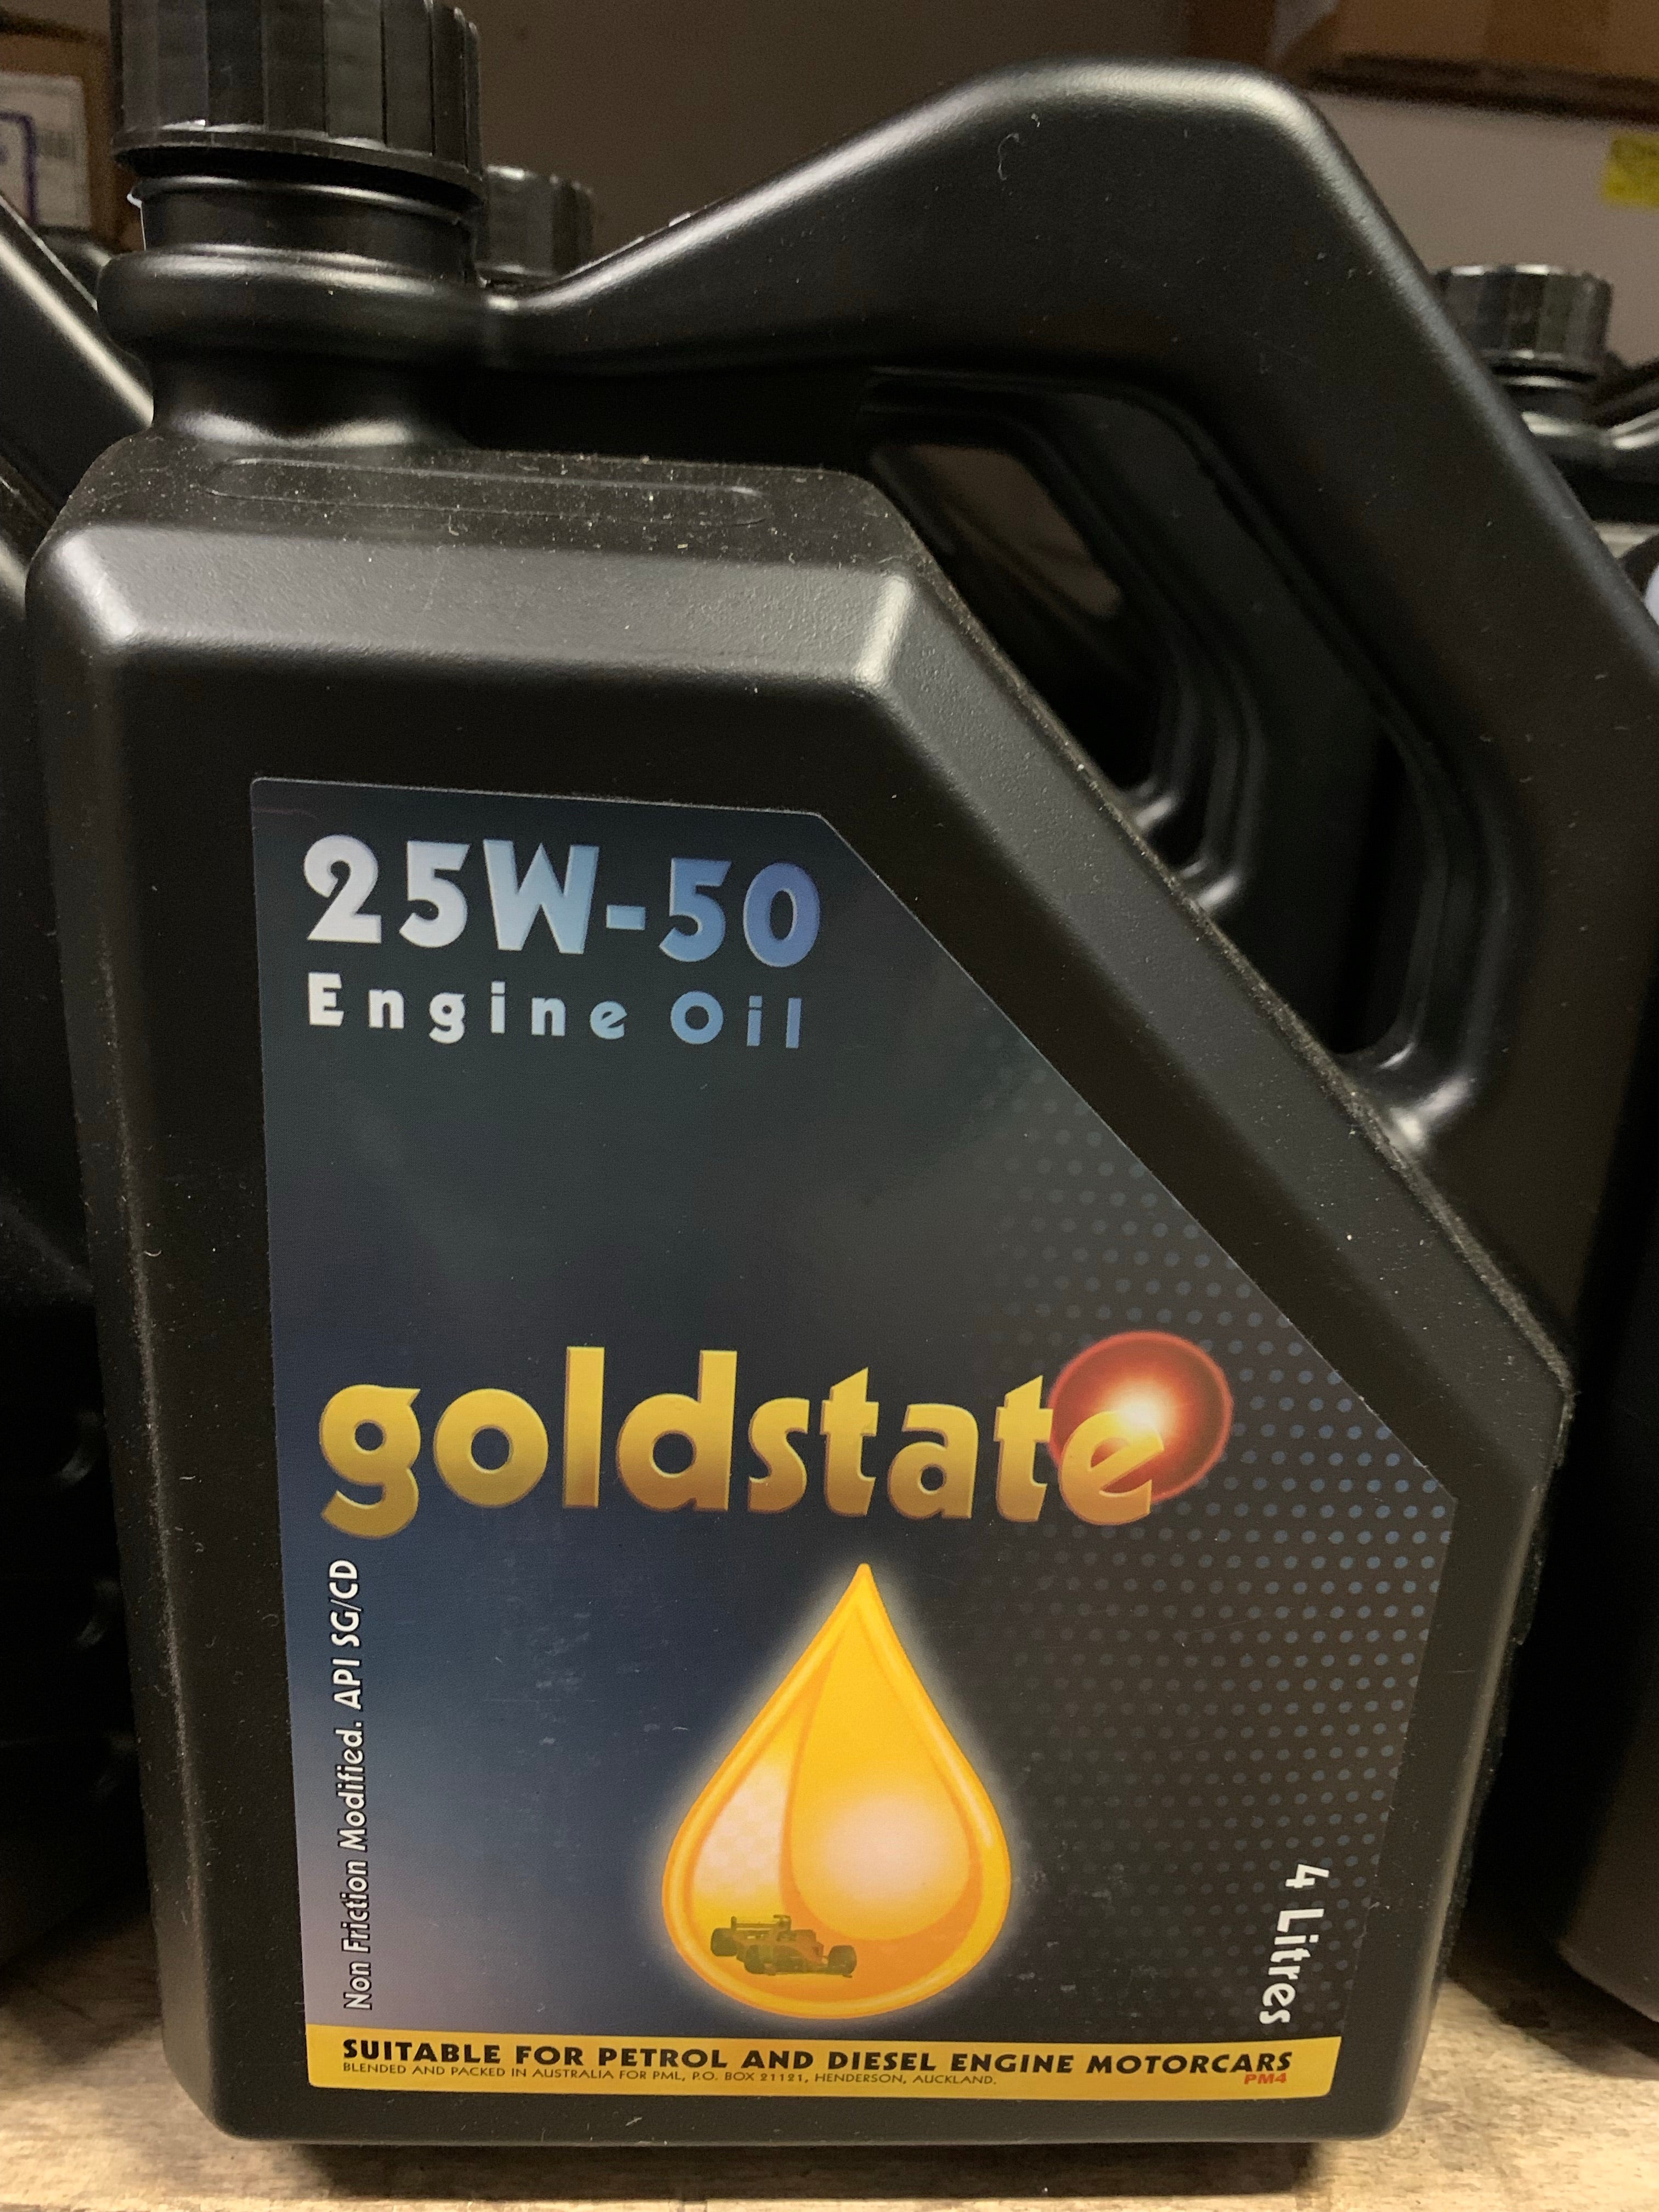 25W-50
Engine Oil
goldstate
Non Friction Modified. API SG/CD
4 Litres
SUITABLE FOR PETROL AND DIESEL ENGINE MOTORCARS
BLENDED AND PACKED IN AUSTRALIA FOR PML, P.O. BOX 21121, HENDERSON, AUCKLAND.
PM4